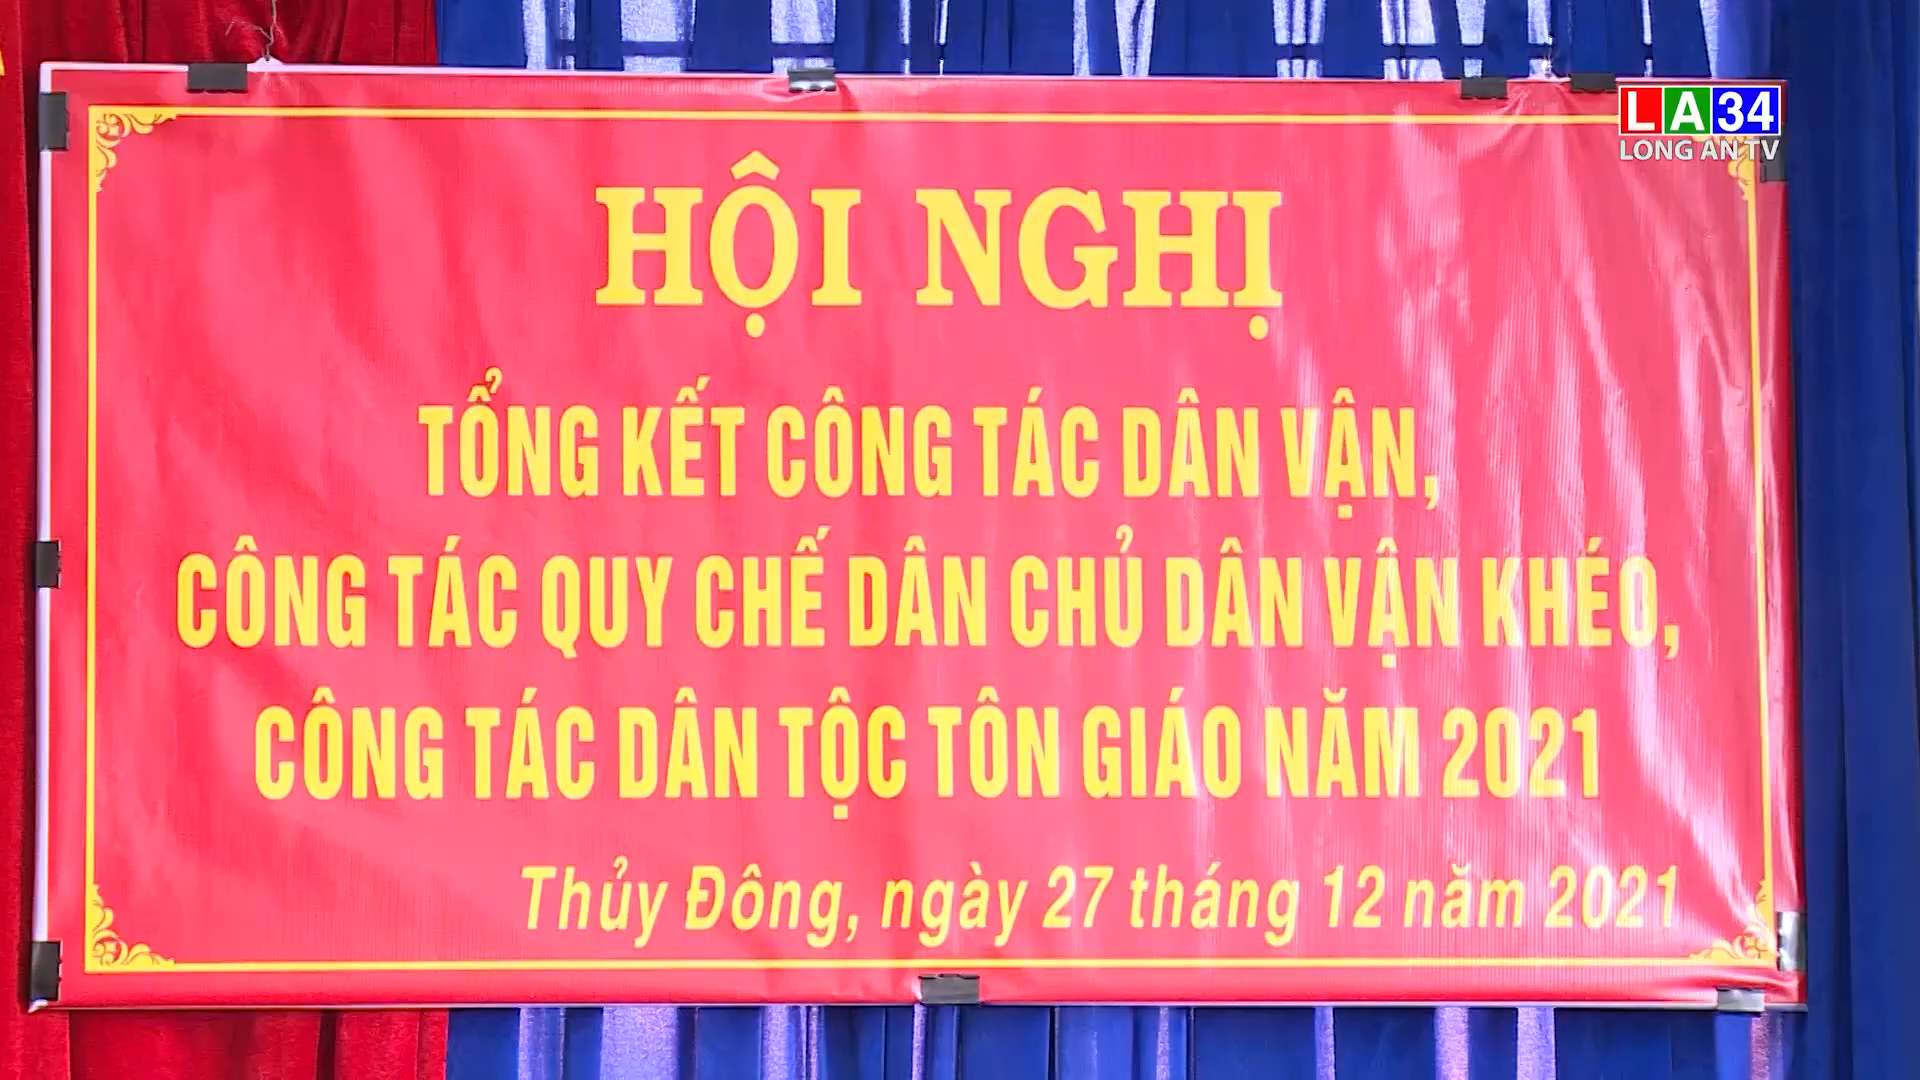 LA34
LONG AN TV
HỘI NGHỊ
TỔNG KẾT CÔNG TÁC DÂN VẬN,
CÔNG TÁC QUY CHẾ DÂN CHỦ DÂN VẬN KHÉO,
CÔNG TÁC DÂN TỘC TÔN GIÁO NĂM 2021
Thủy Đông, ngày 27 tháng 12 năm 2021